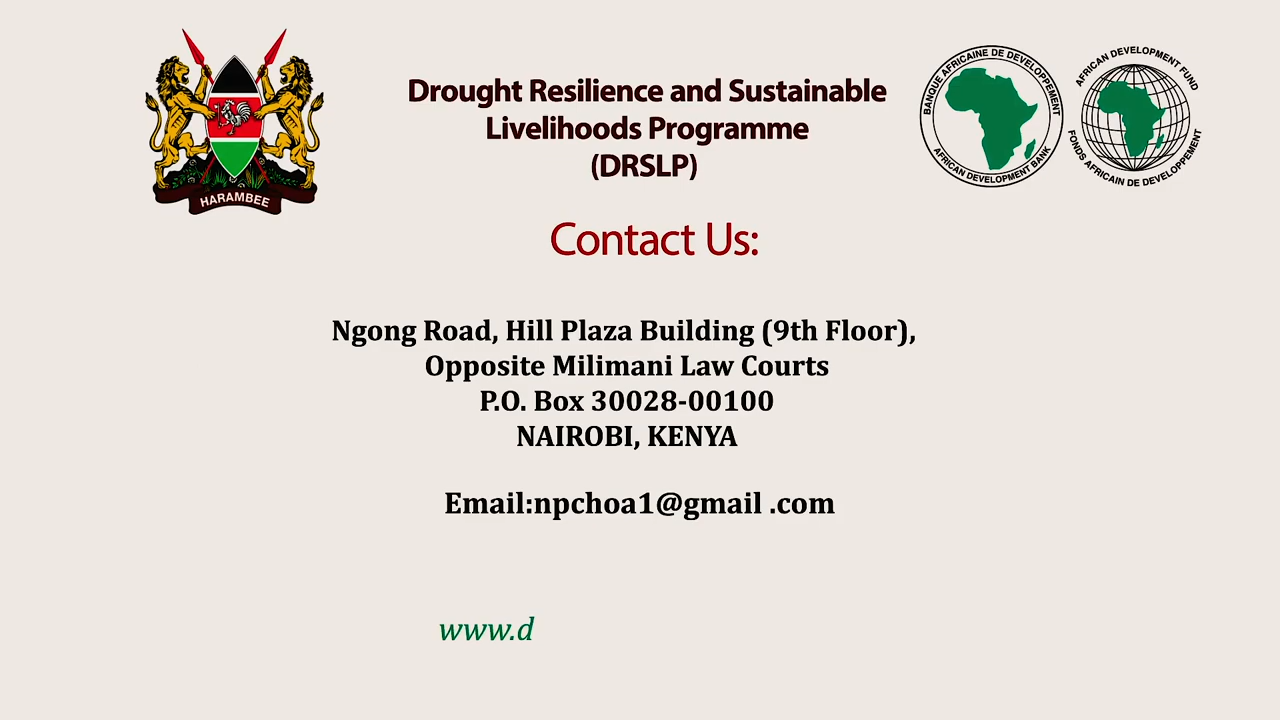 HARAMBEE
Drought Resilience and Sustainable
Livelihoods Programme
(DRSLP)
BANQUE AFRICAINE DE DEVELOPPEMENT
AFRICAN DEVELOPMENT BANK
AFRICAN DEVELOPMENT FUND
FONDS AFRICAIN DE DEVELOPPEMENT
Contact Us:
Ngong Road, Hill Plaza Building (9th Floor),
Opposite Milimani Law Courts
P.O. Box 30028-00100
NAIROBI, KENYA
Email:npchoa1@gmail .com
www.d